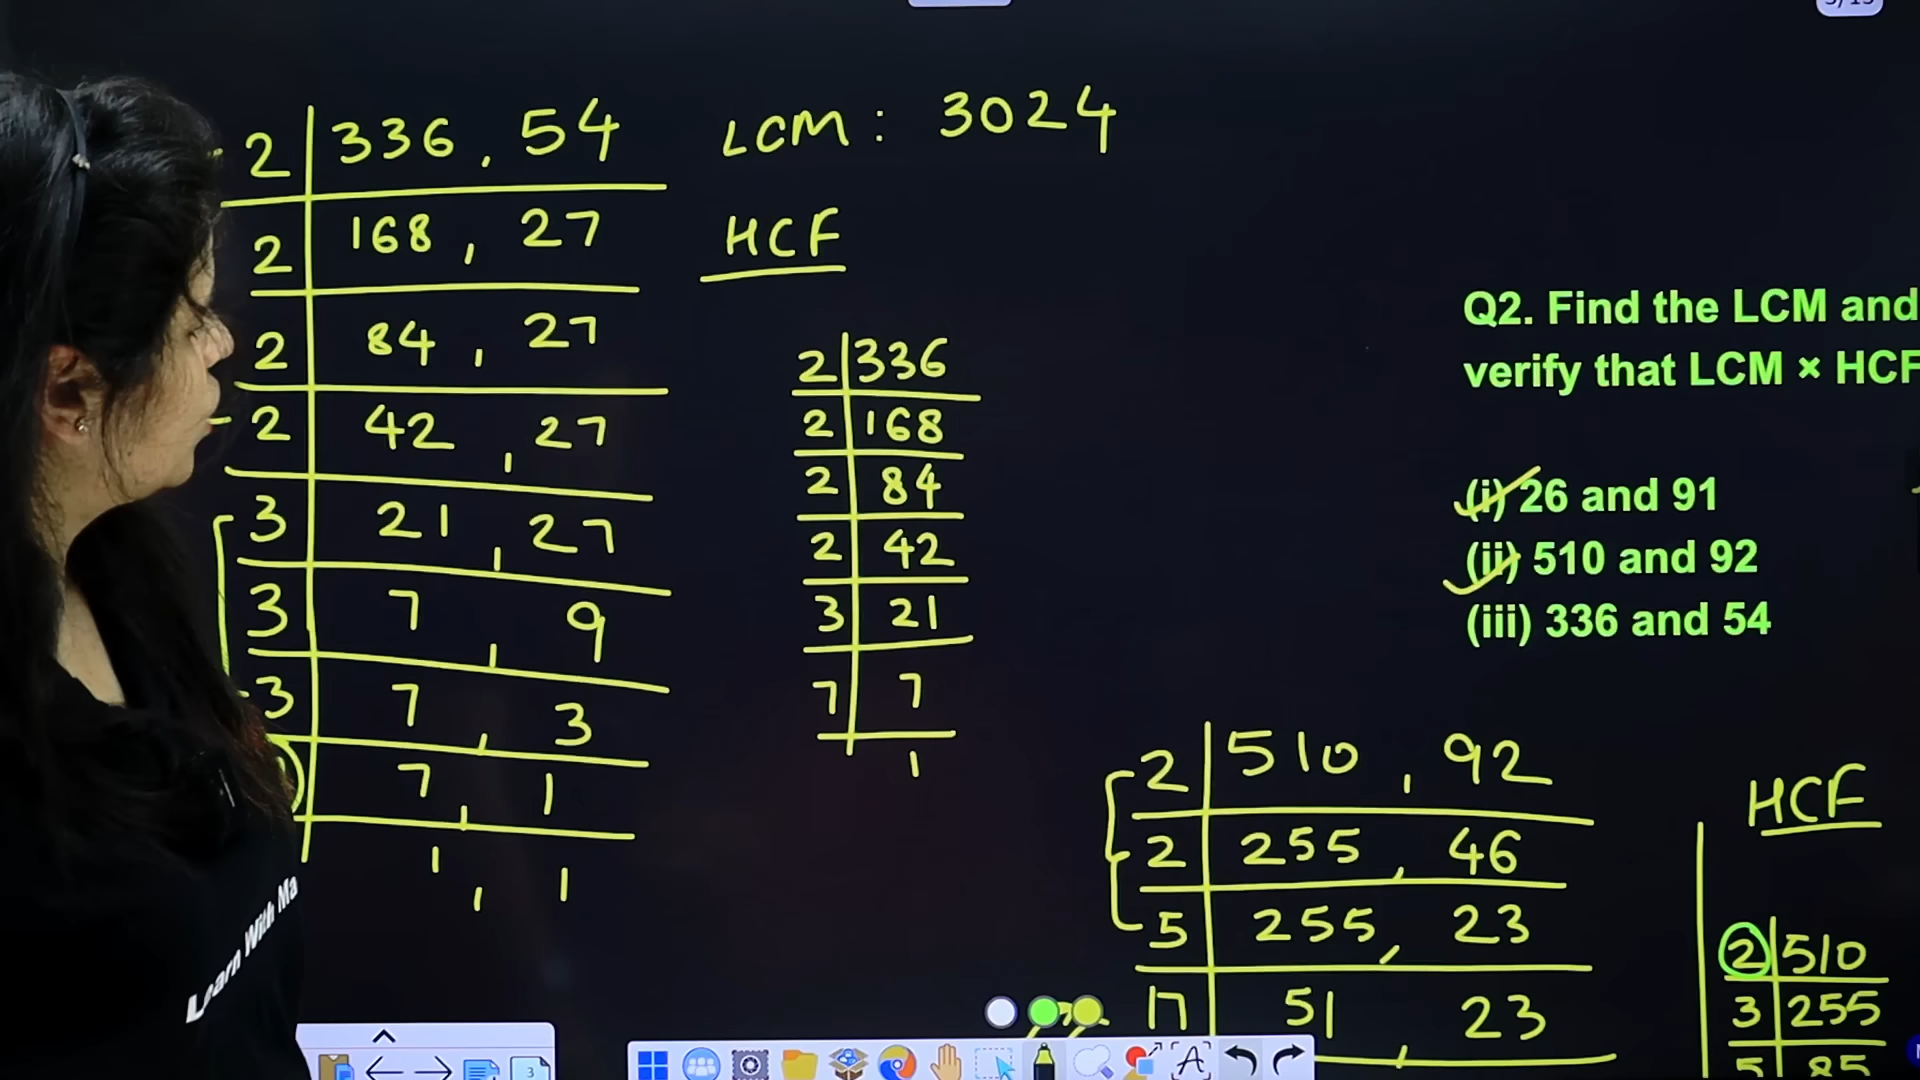 2 | 336 , 54
2 | 168 , 27
2 | 84 , 27
2 | 42 , 27
3 | 21 , 27
3 | 7 , 9
3 | 7 , 3
7 , 1
1 , 1
LCM : 3024
HCF
2 | 336
2 | 168
2 | 84
2 | 42
3 | 21
7 | 7
1
Q2. Find the LCM and
verify that LCM × HCF
(i) 26 and 91
(ii) 510 and 92
(iii) 336 and 54
2 | 510 , 92
2 | 255 , 46
5 | 255 , 23
17 | 51 , 23
HCF
2 | 510
3 | 255
5 | 85
Learn With Ma
3
A